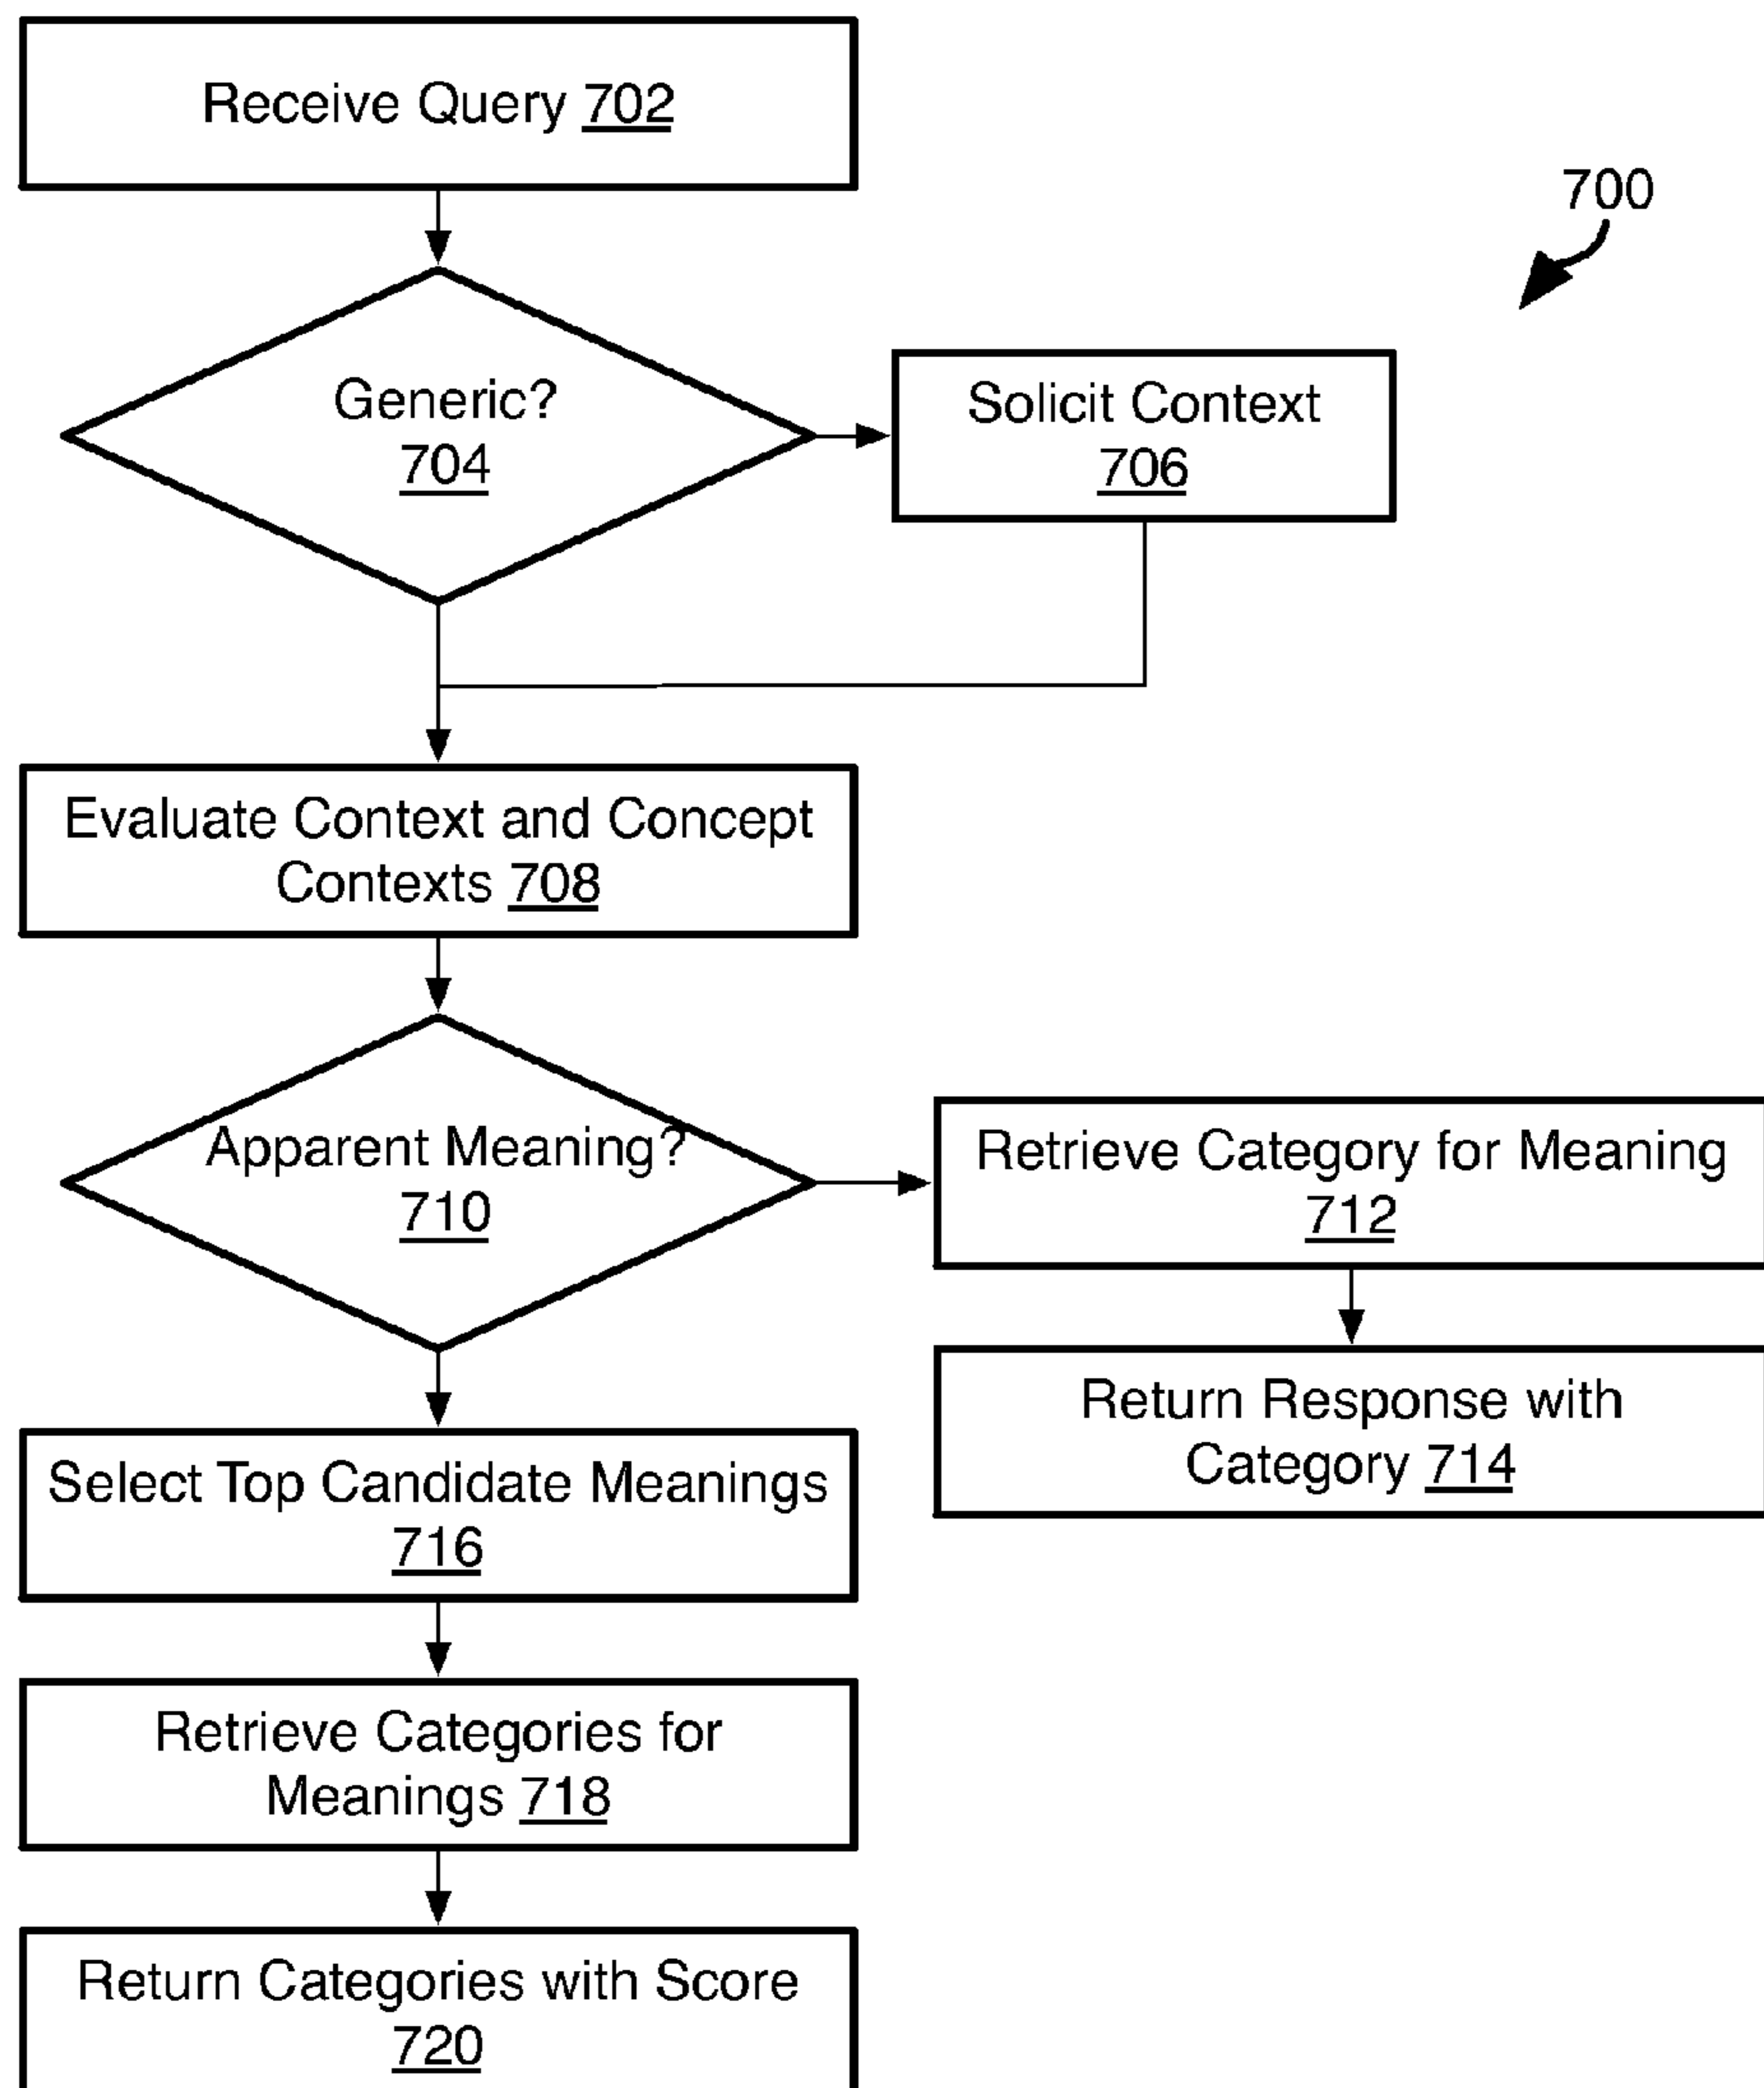 Receive Query 702
700
Generic?
704
Solicit Context
706
Evaluate Context and Concept
Contexts 708
Apparent Meaning?
710
Retrieve Category for Meaning
712
Return Response with
Category 714
Select Top Candidate Meanings
716
Retrieve Categories for
Meanings 718
Return Categories with Score
720